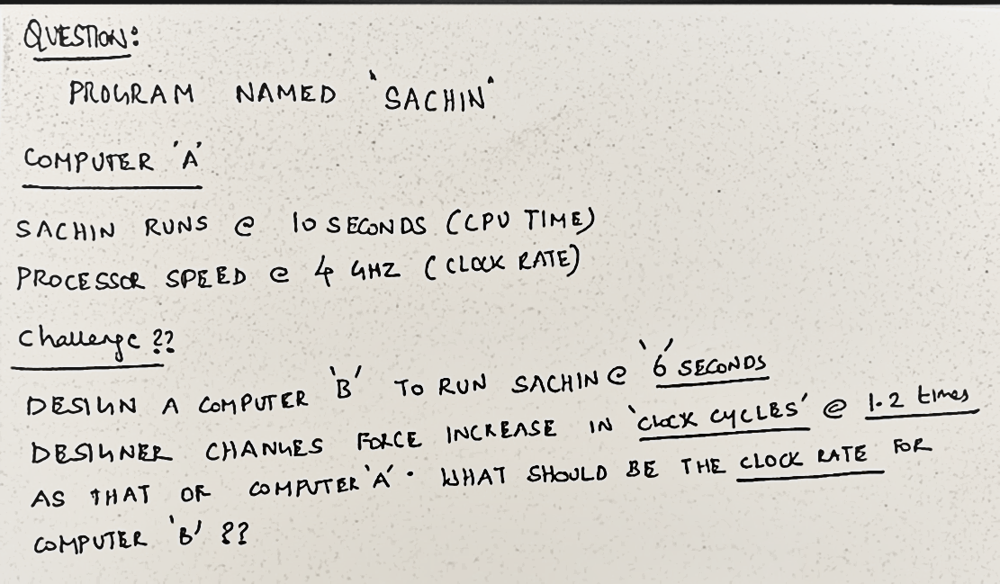 QUESTION:
PROGRAM NAMED "SACHIN"
COMPUTER 'A'
SACHIN RUNS @ 10 SECONDS (CPU TIME)
PROCESSOR SPEED @ 4 GHZ (CLOCK RATE)
Challenge ??
DESIGN A COMPUTER 'B' TO RUN SACHIN @ '6' SECONDS
DESIGNER CHANGES FORCE INCREASE IN 'CLOCK CYCLES' @ 1.2 times
AS THAT OF COMPUTER 'A'. WHAT SHOULD BE THE CLOCK RATE FOR
COMPUTER 'B' ??